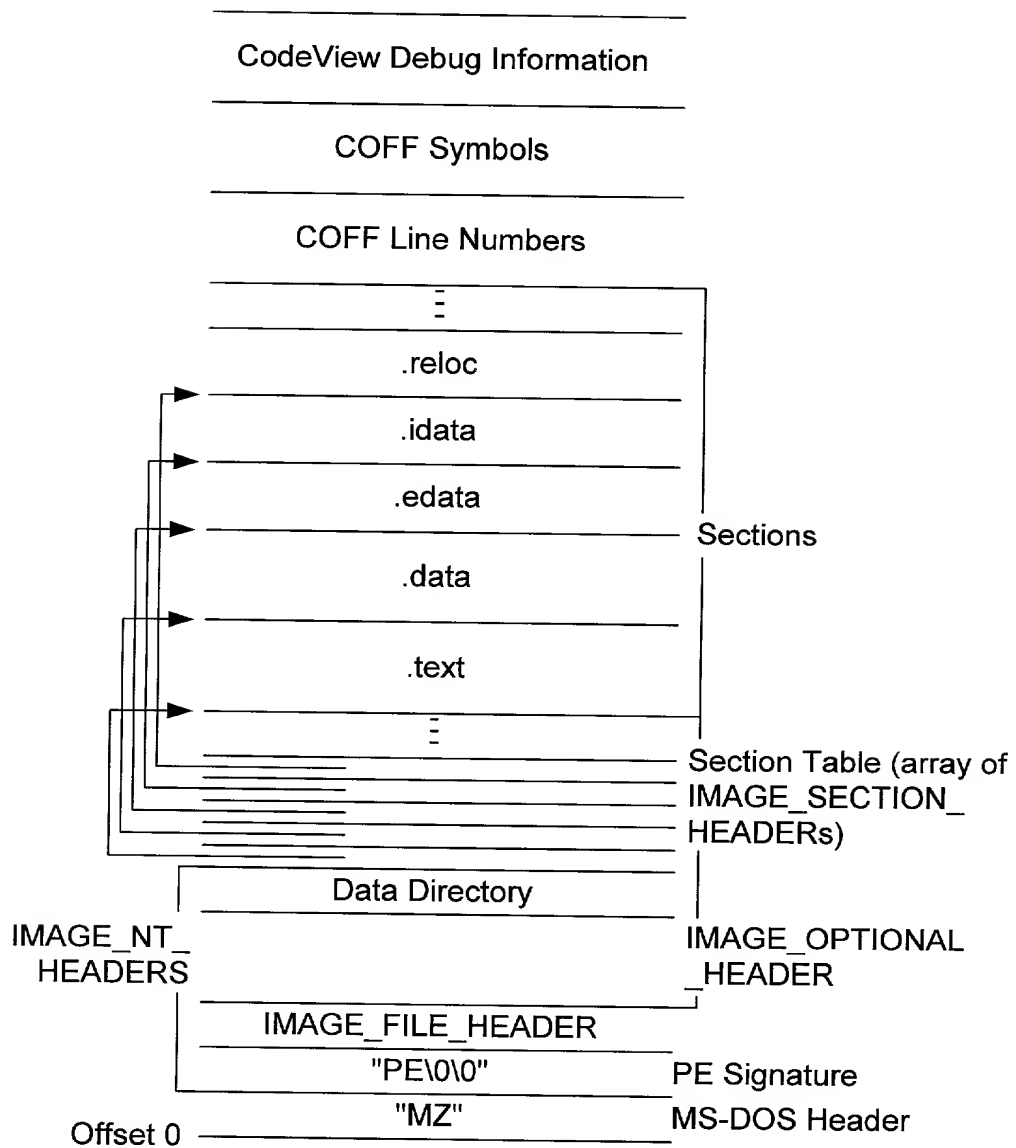 CodeView Debug Information
COFF Symbols
COFF Line Numbers
.reloc
.idata
.edata
Sections
.data
.text
Section Table (array of
IMAGE_SECTION_
HEADERs)
Data Directory
IMAGE_NT_
HEADERS
IMAGE_OPTIONAL
_HEADER
IMAGE_FILE_HEADER
"PE\0\0"
PE Signature
"MZ"
MS-DOS Header
Offset 0